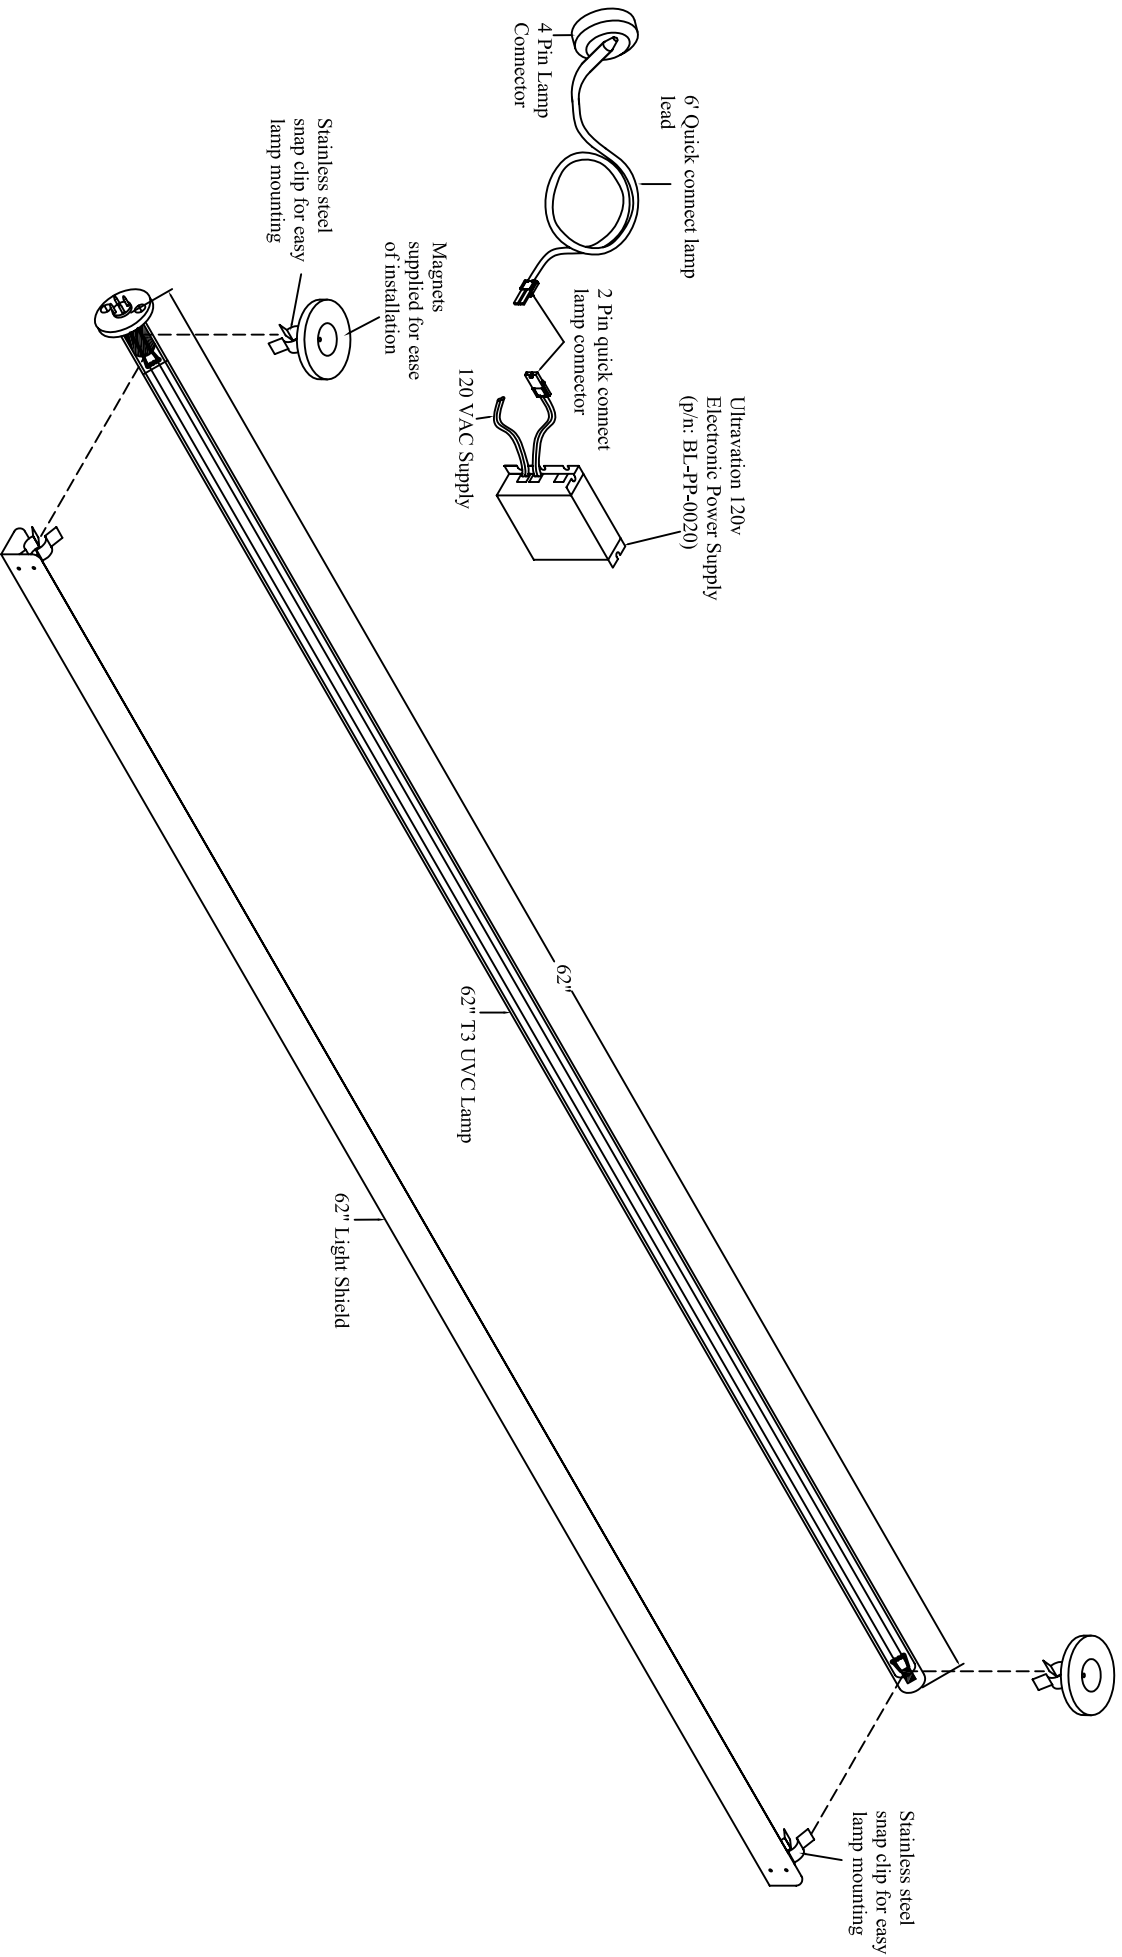 4 Pin Lamp
Connector
6' Quick connect lamp
lead
2 Pin quick connect
lamp connector
Ultravation 120v
Electronic Power Supply
(p/n: BL-PP-0020)
120 VAC Supply
Magnets
supplied for ease
of installation
Stainless steel
snap clip for easy
lamp mounting
62"
62" T3 UVC Lamp
62" Light Shield
Stainless steel
snap clip for easy
lamp mounting